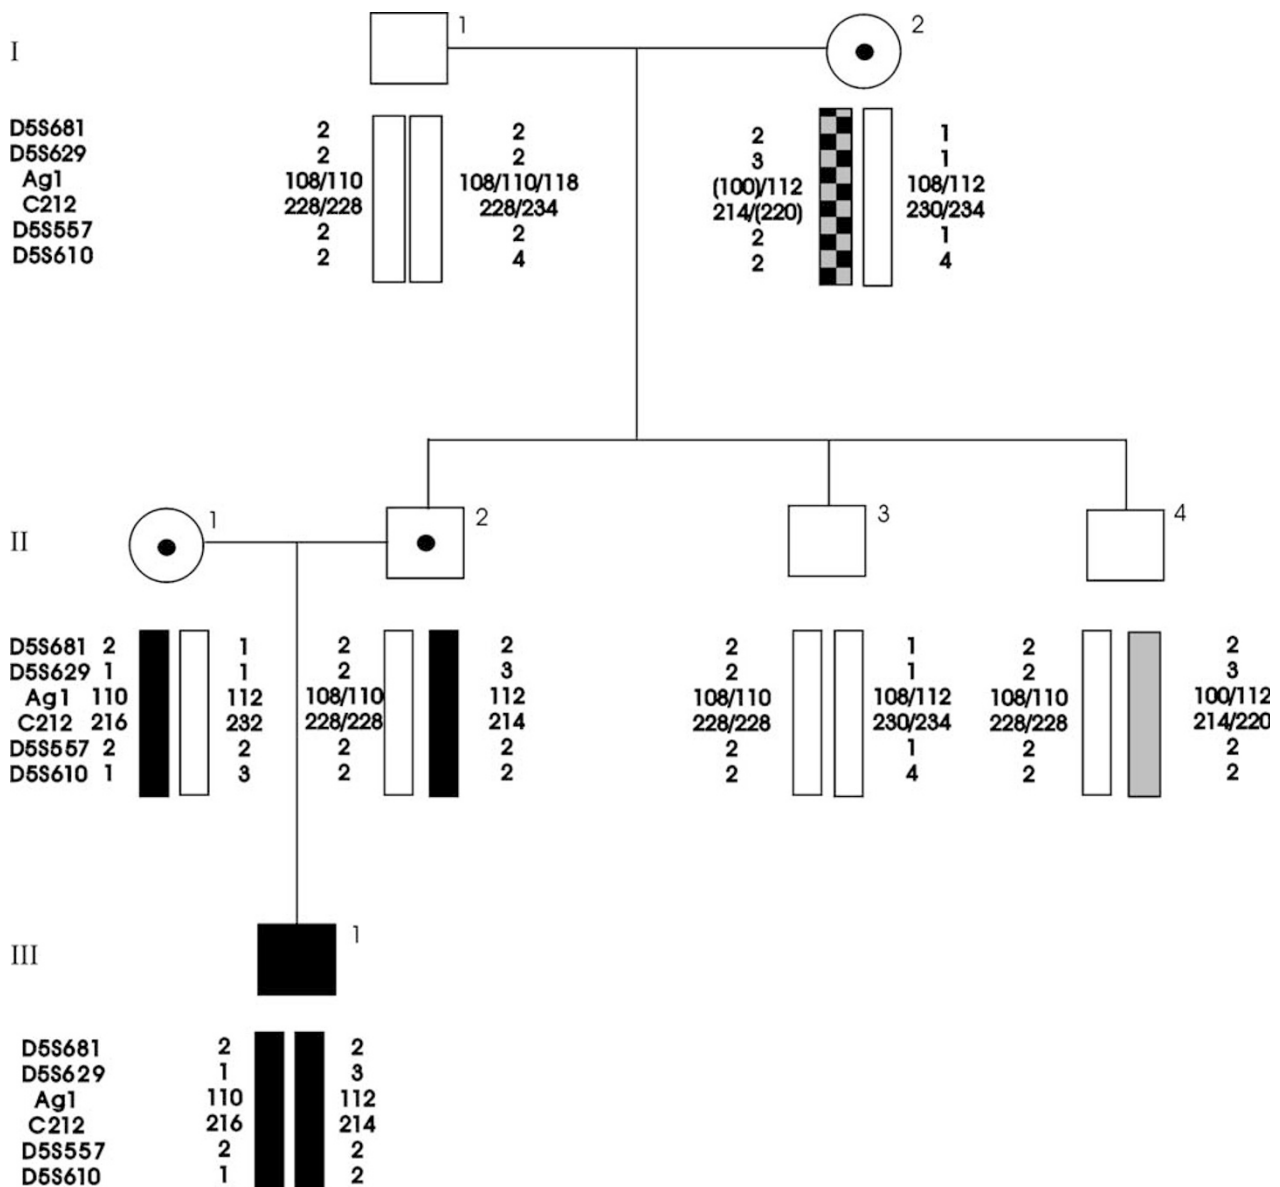 I 1 2
D5S681 2 2 2 1
D5S629 2 2 3 1
Ag1 108/110 108/110/118 (100)/112 108/112
C212 228/228 228/234 214/(220) 230/234
D5S557 2 2 2 1
D5S610 2 4 2 4
II 1 2 3 4
D5S681 2 1 2 2 2 1 2 2
D5S629 1 1 2 3 2 1 2 3
Ag1 110 112 108/110 112 108/110 108/112 108/110 100/112
C212 216 232 228/228 214 228/228 230/234 228/228 214/220
D5S557 2 2 2 2 2 1 2 2
D5S610 1 3 2 2 2 4 2 2
III 1
D5S681 2 2
D5S629 1 3
Ag1 110 112
C212 216 214
D5S557 2 2
D5S610 1 2